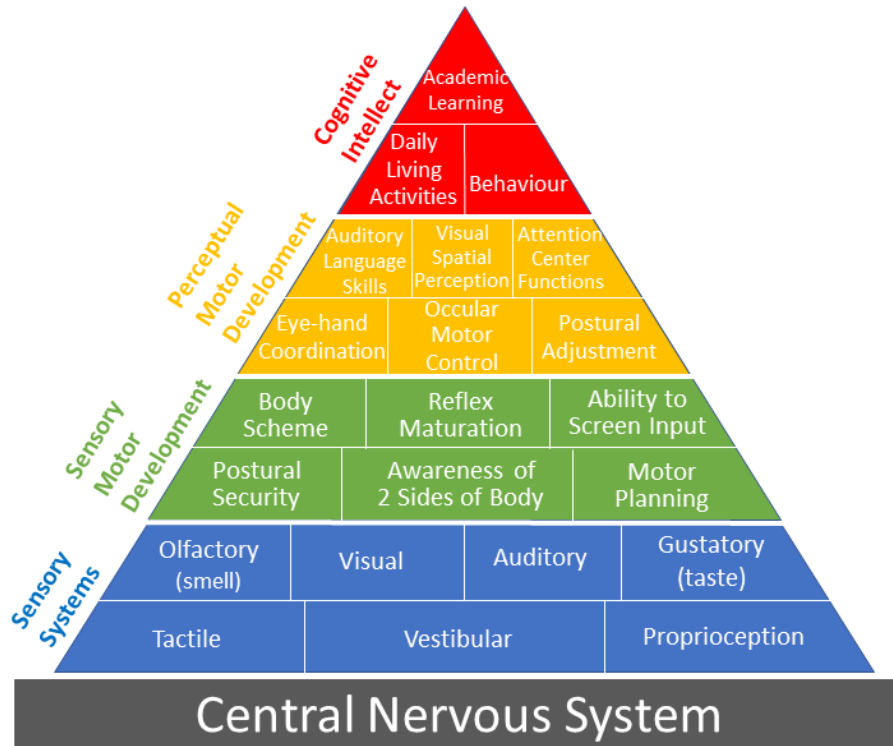 Cognitive
Intellect
Academic
Learning
Daily
Living
Activities
Behaviour
Perceptual
Motor
Development
Auditory
Language
Skills
Visual
Spatial
Perception
Attention
Center
Functions
Eye-hand
Coordination
Occular
Motor
Control
Postural
Adjustment
Sensory
Motor
Development
Body
Scheme
Reflex
Maturation
Ability to
Screen Input
Postural
Security
Awareness of
2 Sides of Body
Motor
Planning
Sensory
Systems
Olfactory
(smell)
Visual
Auditory
Gustatory
(taste)
Tactile
Vestibular
Proprioception
Central Nervous System